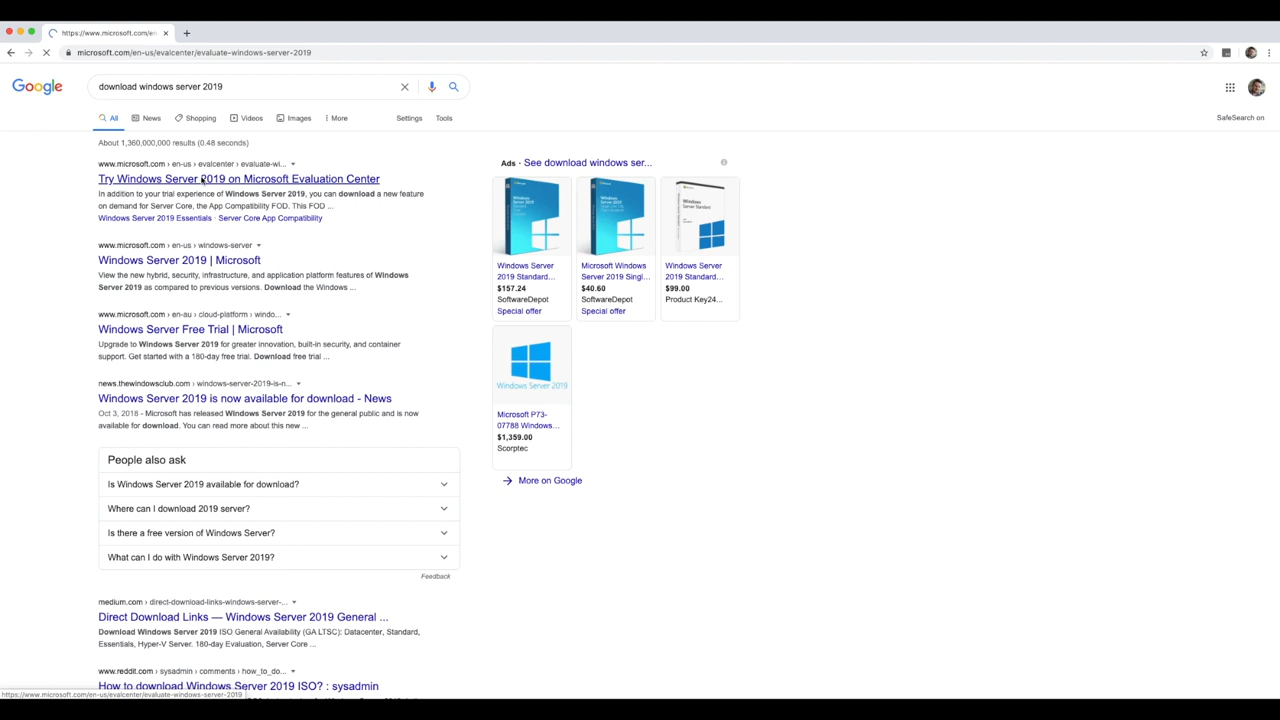 https://www.microsoft.com/en
microsoft.com/en-us/evalcenter/evaluate-windows-server-2019
Google
download windows server 2019
All
News
Shopping
Videos
Images
More
Settings
Tools
SafeSearch on
About 1,360,000,000 results (0.48 seconds)
www.microsoft.com › en-us › evalcenter › evaluate-wi...
Try Windows Server 2019 on Microsoft Evaluation Center
In addition to your trial experience of Windows Server 2019, you can download a new feature
on demand for Server Core, the App Compatibility FOD. This FOD ...
Windows Server 2019 Essentials · Server Core App Compatibility
www.microsoft.com › en-us › windows-server
Windows Server 2019 | Microsoft
View the new hybrid, security, infrastructure, and application platform features of Windows
Server 2019 as compared to previous versions. Download the Windows ...
www.microsoft.com › en-au › cloud-platform › windo...
Windows Server Free Trial | Microsoft
Upgrade to Windows Server 2019 for greater innovation, built-in security, and container
support. Get started with a 180-day free trial. Download free trial ...
news.thewindowsclub.com › windows-server-2019-is-n...
Windows Server 2019 is now available for download - News
Oct 3, 2018 - Microsoft has released Windows Server 2019 for the general public and is now
available for download. You can read more about this new ...
People also ask
Is Windows Server 2019 available for download?
Where can I download 2019 server?
Is there a free version of Windows Server?
What can I do with Windows Server 2019?
Feedback
medium.com › direct-download-links-windows-server-...
Direct Download Links — Windows Server 2019 General ...
Download Windows Server 2019 ISO General Availability (GA LTSC): Datacenter, Standard,
Essentials, Hyper-V Server. 180-day Evaluation, Server Core ...
www.reddit.com › sysadmin › comments › how_to_do...
How to download Windows Server 2019 ISO? : sysadmin
https://www.microsoft.com/en-us/evalcenter/evaluate-windows-server-2019
Ads · See download windows ser...
Windows Server
2019 Standard...
$157.24
SoftwareDepot
Special offer
Microsoft Windows
Server 2019 Singl...
$40.60
SoftwareDepot
Special offer
Windows Server
2019 Standard...
$99.00
Product Key24...
Windows Server 2019
Microsoft P73-
07788 Windows...
$1,359.00
Scorptec
More on Google